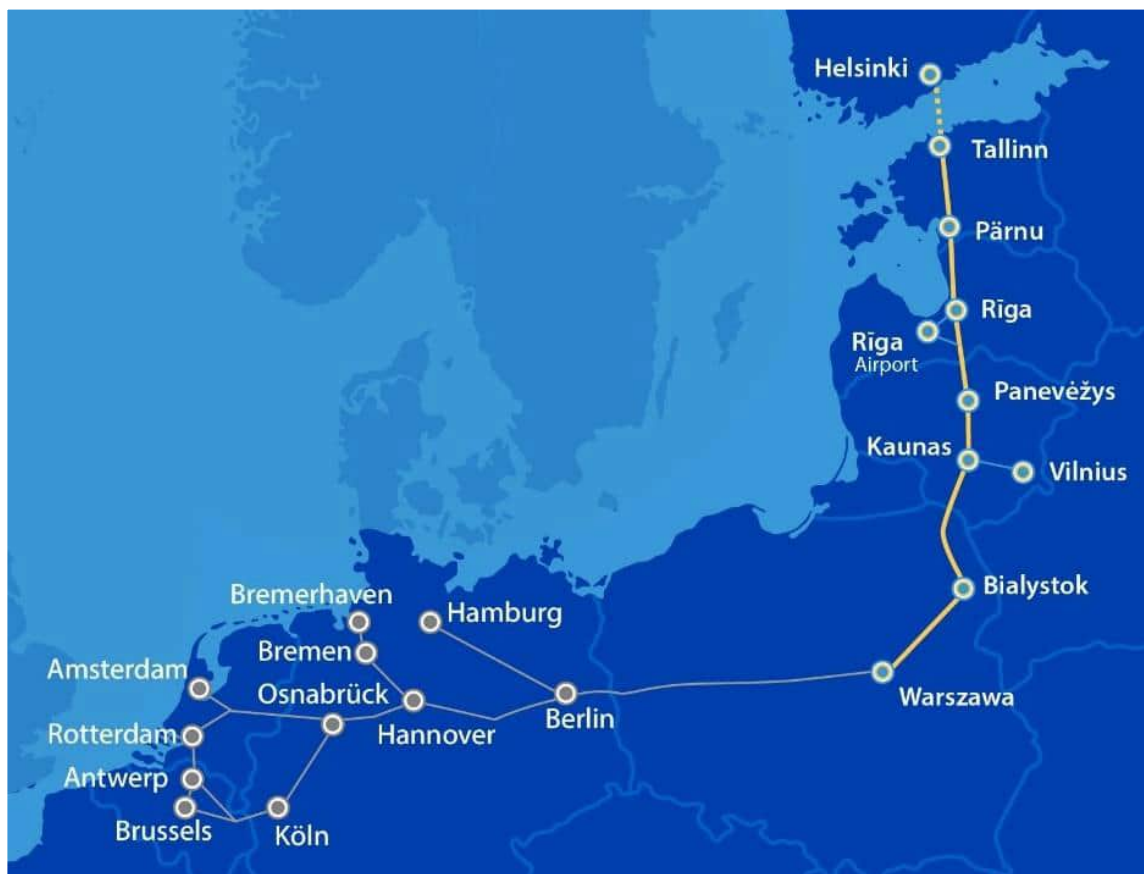 Helsinki
Tallinn
Pärnu
Rīga
Rīga
Airport
Panevėžys
Kaunas
Vilnius
Bialystok
Bremerhaven
Hamburg
Bremen
Amsterdam
Osnabrück
Warszawa
Berlin
Rotterdam
Hannover
Antwerp
Brussels
Köln